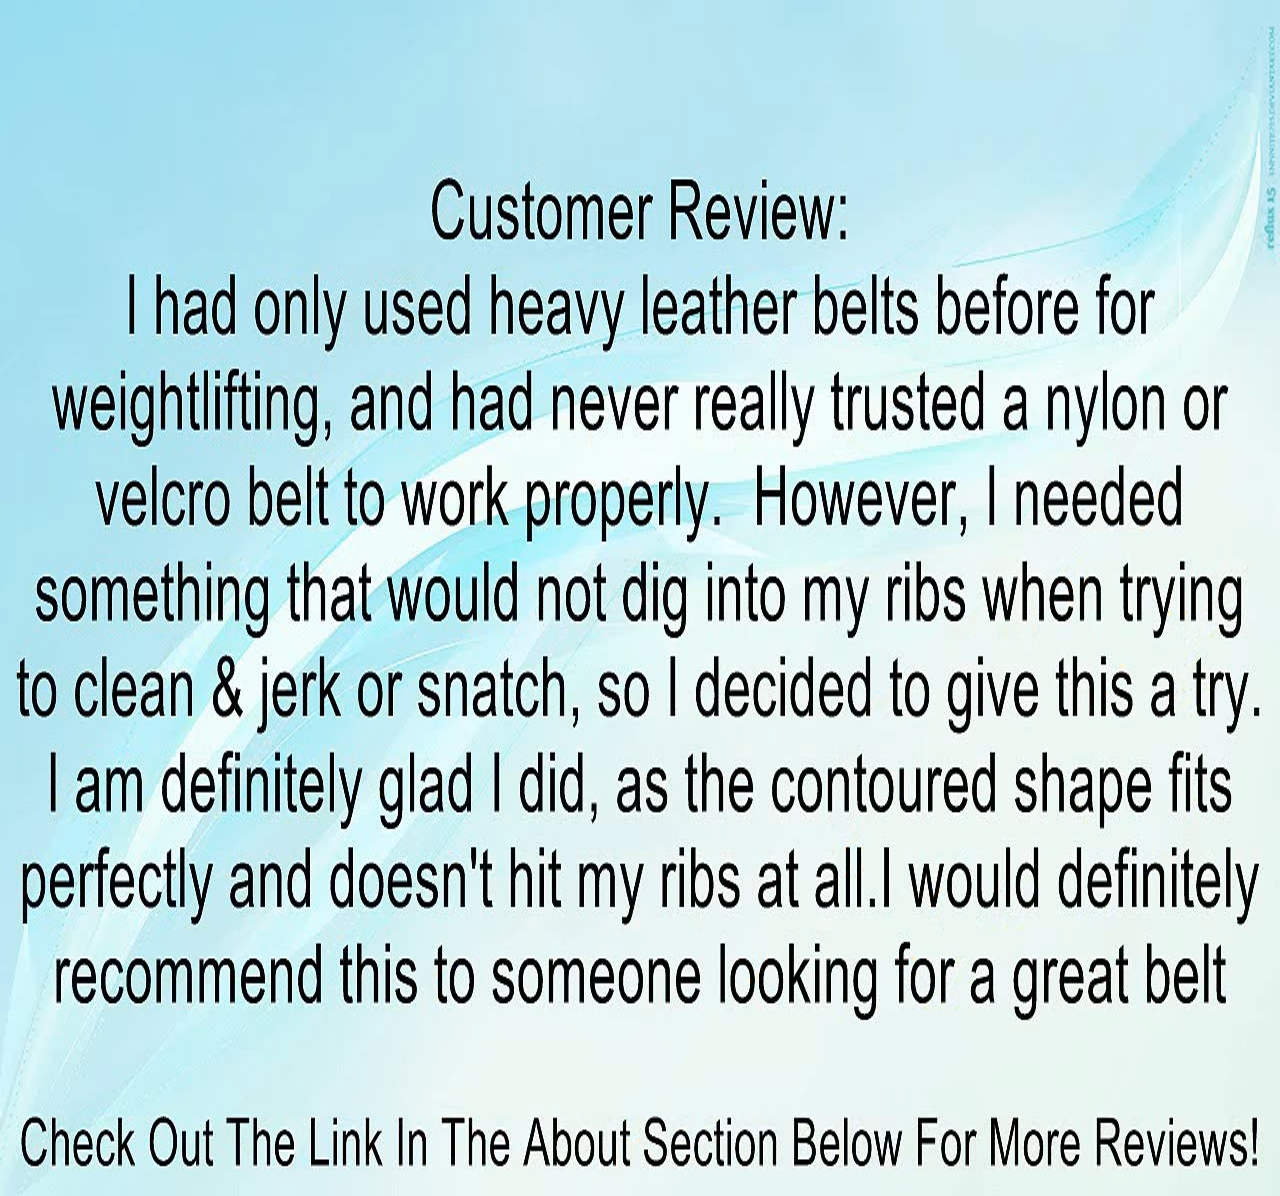 Customer Review:
I had only used heavy leather belts before for
weightlifting, and had never really trusted a nylon or
velcro belt to work properly.  However, I needed
something that would not dig into my ribs when trying
to clean & jerk or snatch, so I decided to give this a try.
I am definitely glad I did, as the contoured shape fits
perfectly and doesn't hit my ribs at all.I would definitely
recommend this to someone looking for a great belt
Check Out The Link In The About Section Below For More Reviews!
reflux 15